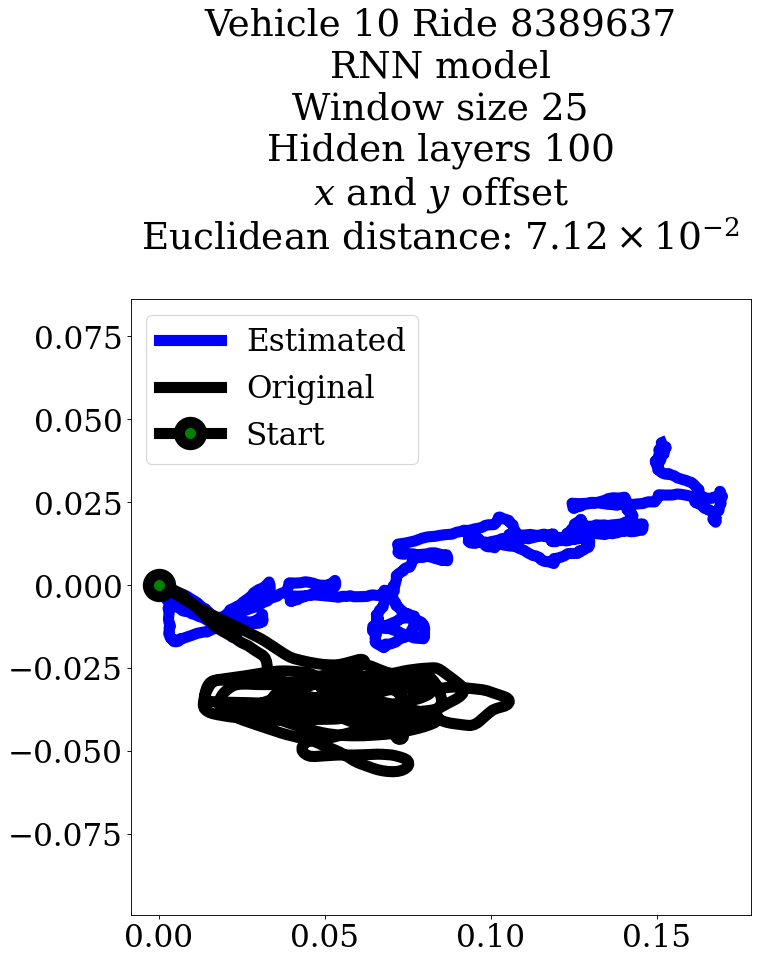 Vehicle 10 Ride 8389637
RNN model
Window size 25
Hidden layers 100
x and y offset
Euclidean distance: 7.12 × 10⁻²
Estimated
Original
Start
0.075
0.050
0.025
0.000
−0.025
−0.050
−0.075
0.00 0.05 0.10 0.15